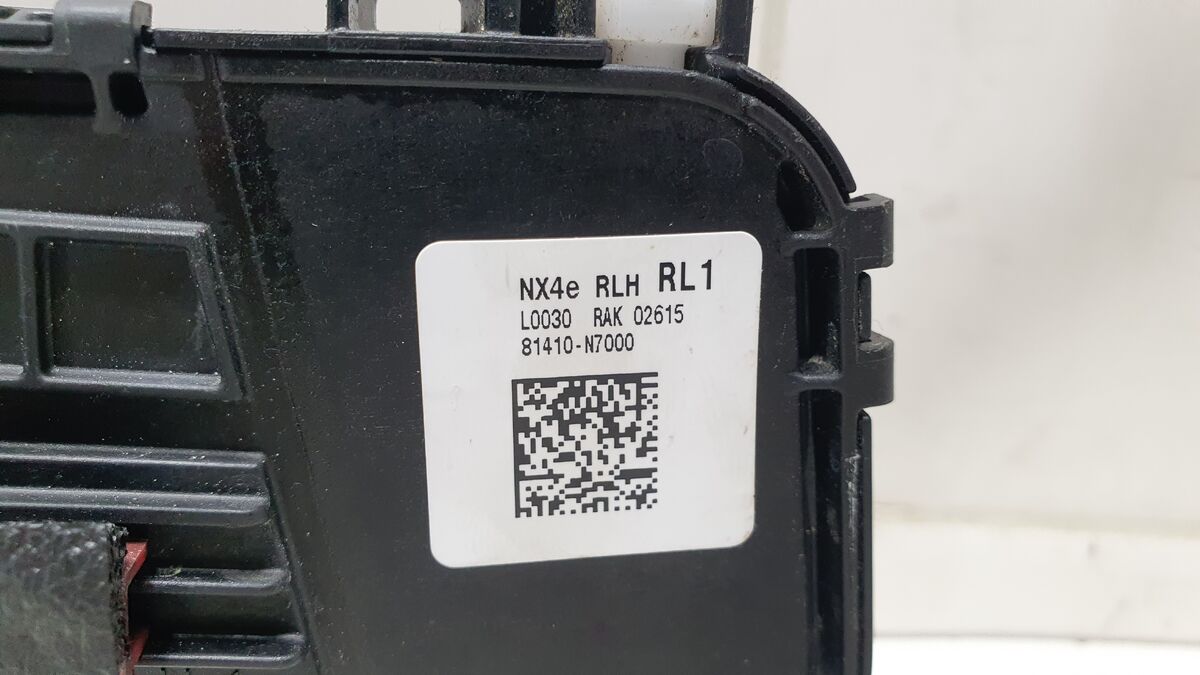 NX4e RLH RL1
L0030 RAK 02615
81410-N7000